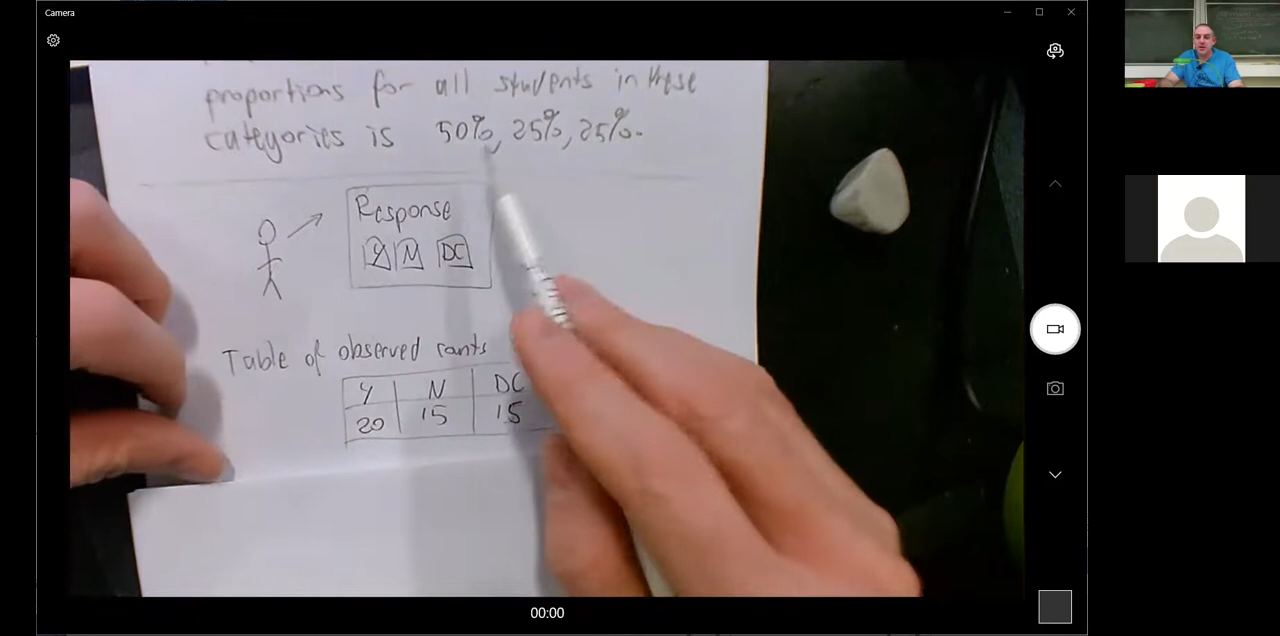 Camera
proportions for all students in these
categories is 50%, 25%, 25%.
Response
Y N DC
Table of observed counts
Y N DC
20 15 15
00:00